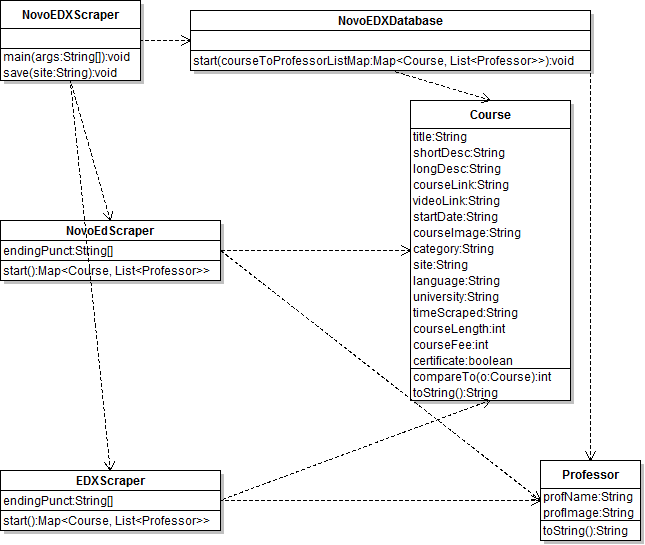 NovoEDXScraper
main(args:String[]):void
save(site:String):void
NovoEDXDatabase
start(courseToProfessorListMap:Map<Course, List<Professor>>):void
Course
title:String
shortDesc:String
longDesc:String
courseLink:String
videoLink:String
startDate:String
courseImage:String
category:String
site:String
language:String
university:String
timeScraped:String
courseLength:int
courseFee:int
certificate:boolean
compareTo(o:Course):int
toString():String
NovoEdScraper
endingPunct:String[]
start():Map<Course, List<Professor>>
EDXScraper
endingPunct:String[]
start():Map<Course, List<Professor>>
Professor
profName:String
profImage:String
toString():String